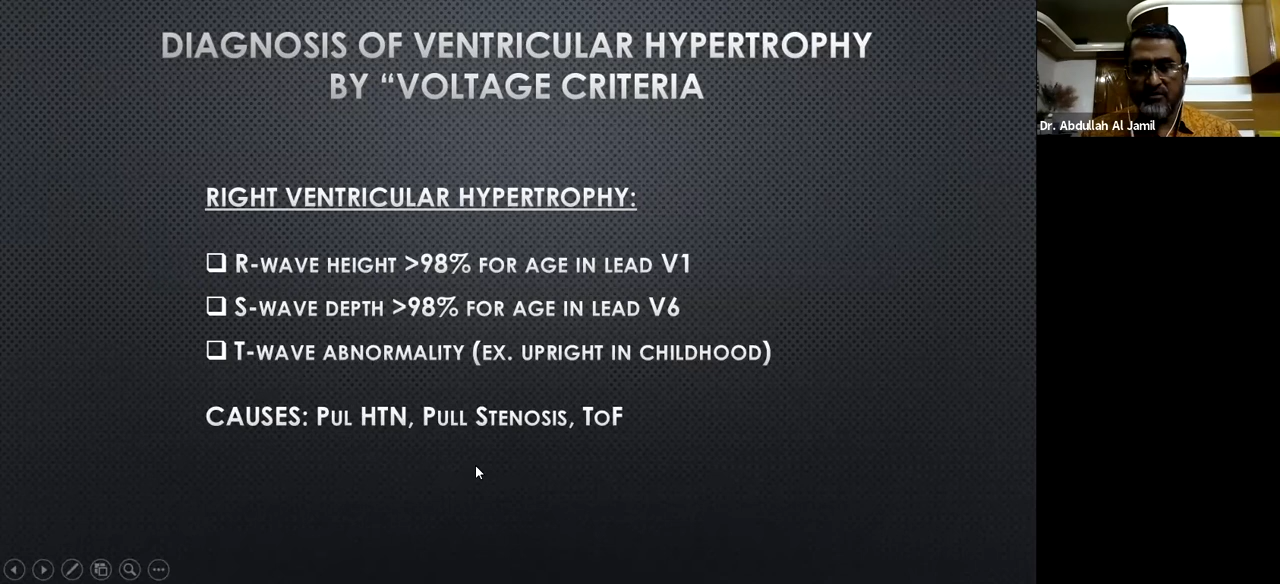 DIAGNOSIS OF VENTRICULAR HYPERTROPHY
BY “VOLTAGE CRITERIA
RIGHT VENTRICULAR HYPERTROPHY:
R-WAVE HEIGHT >98% FOR AGE IN LEAD V1
S-WAVE DEPTH >98% FOR AGE IN LEAD V6
T-WAVE ABNORMALITY (EX. UPRIGHT IN CHILDHOOD)
CAUSES: PUL HTN, PULL STENOSIS, TOF
Dr. Abdullah Al Jamil